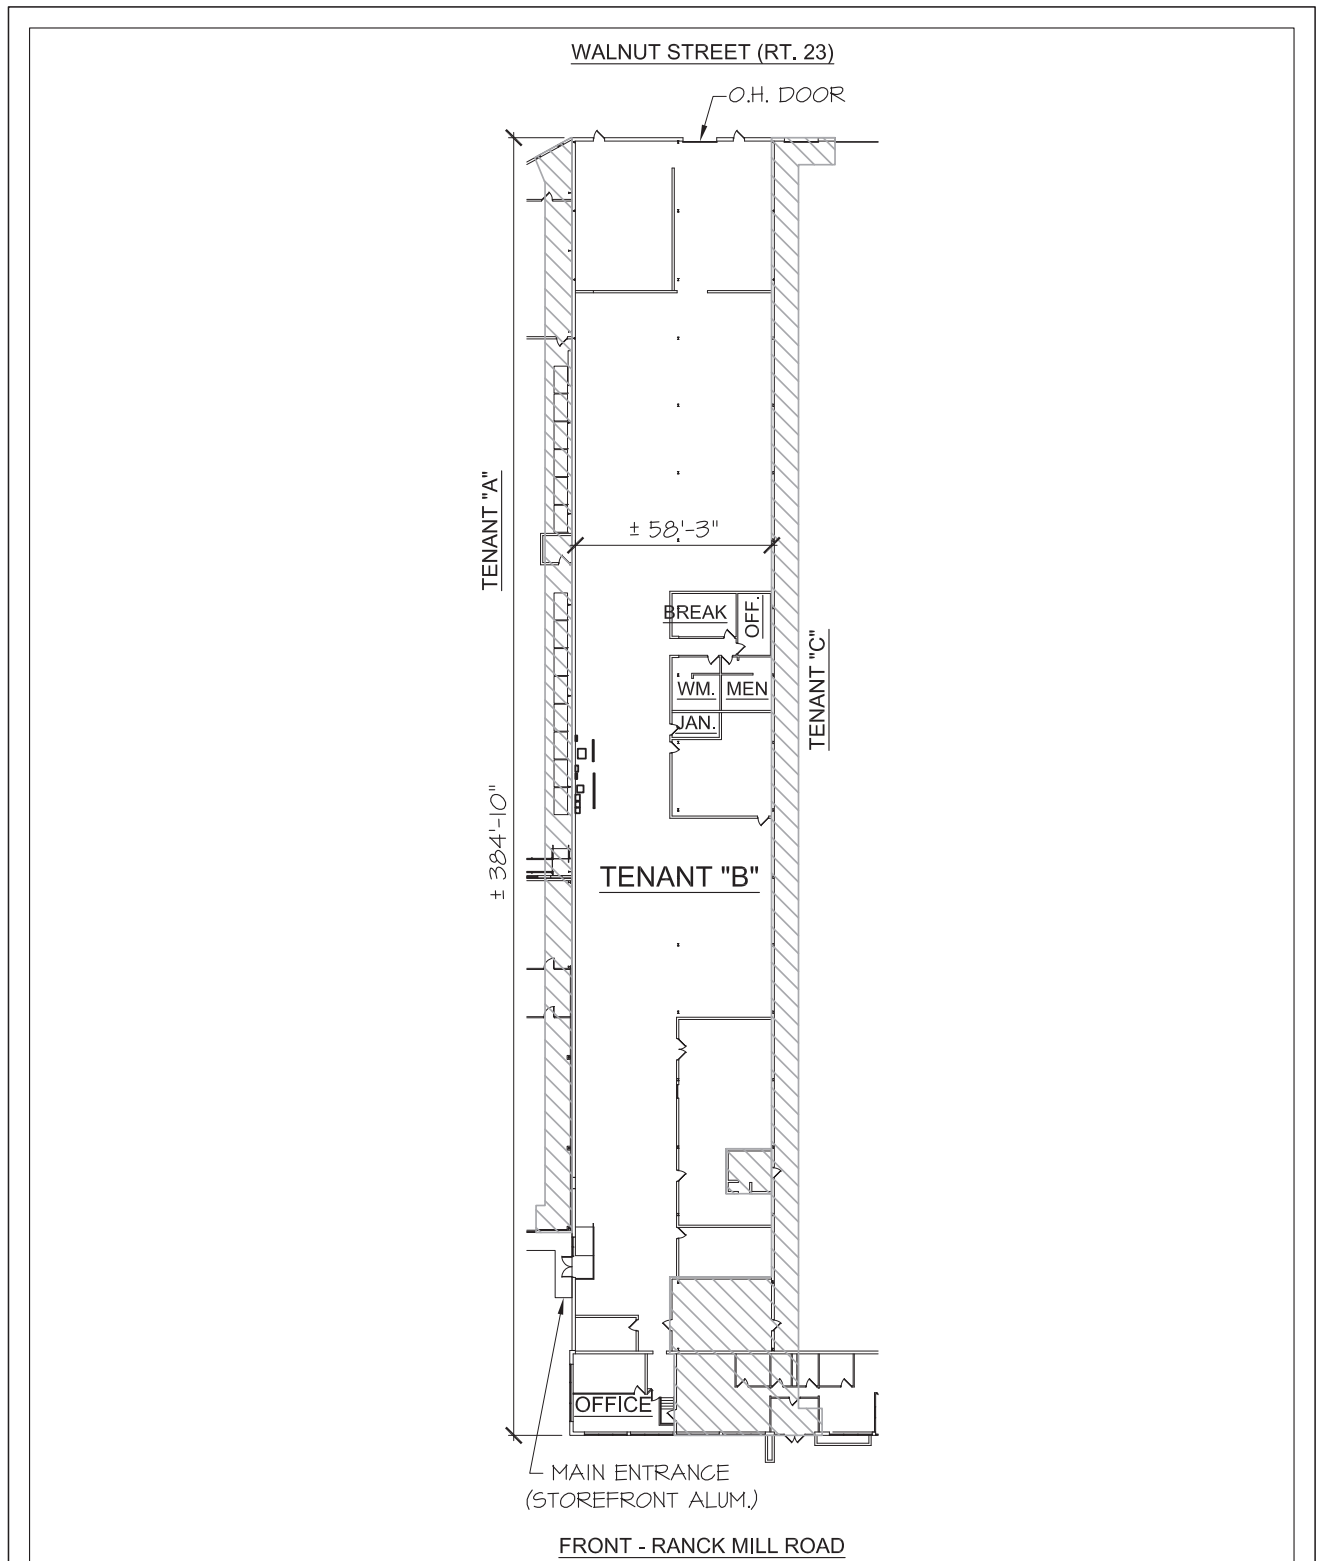 WALNUT STREET (RT. 23)
O.H. DOOR
TENANT "A"
± 58'-3"
BREAK
OFF.
WM.
MEN
JAN.
TENANT "C"
± 384'-10"
TENANT "B"
OFFICE
MAIN ENTRANCE
(STOREFRONT ALUM.)
FRONT - RANCK MILL ROAD